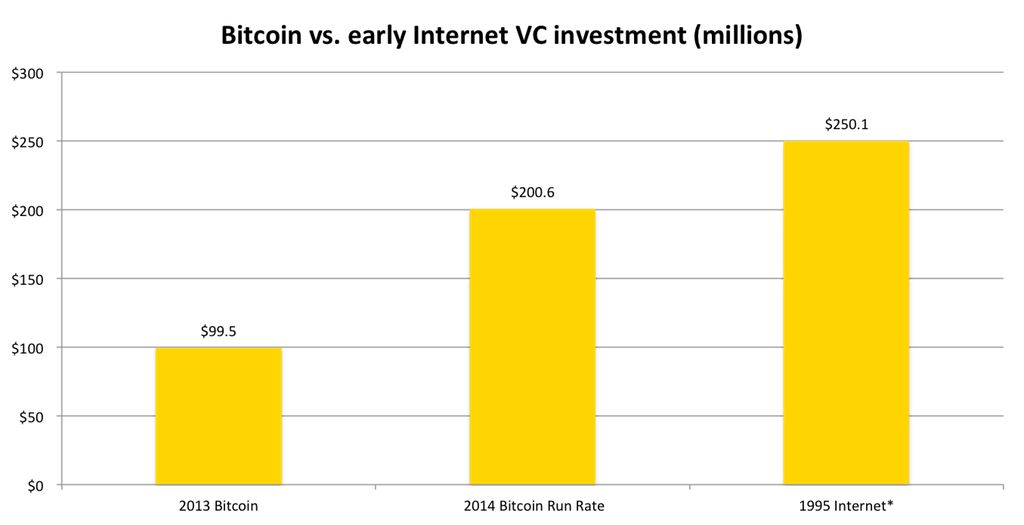 Bitcoin vs. early Internet VC investment (millions)
$300
$250
$200
$150
$100
$50
$0
$99.5
$200.6
$250.1
2013 Bitcoin
2014 Bitcoin Run Rate
1995 Internet*